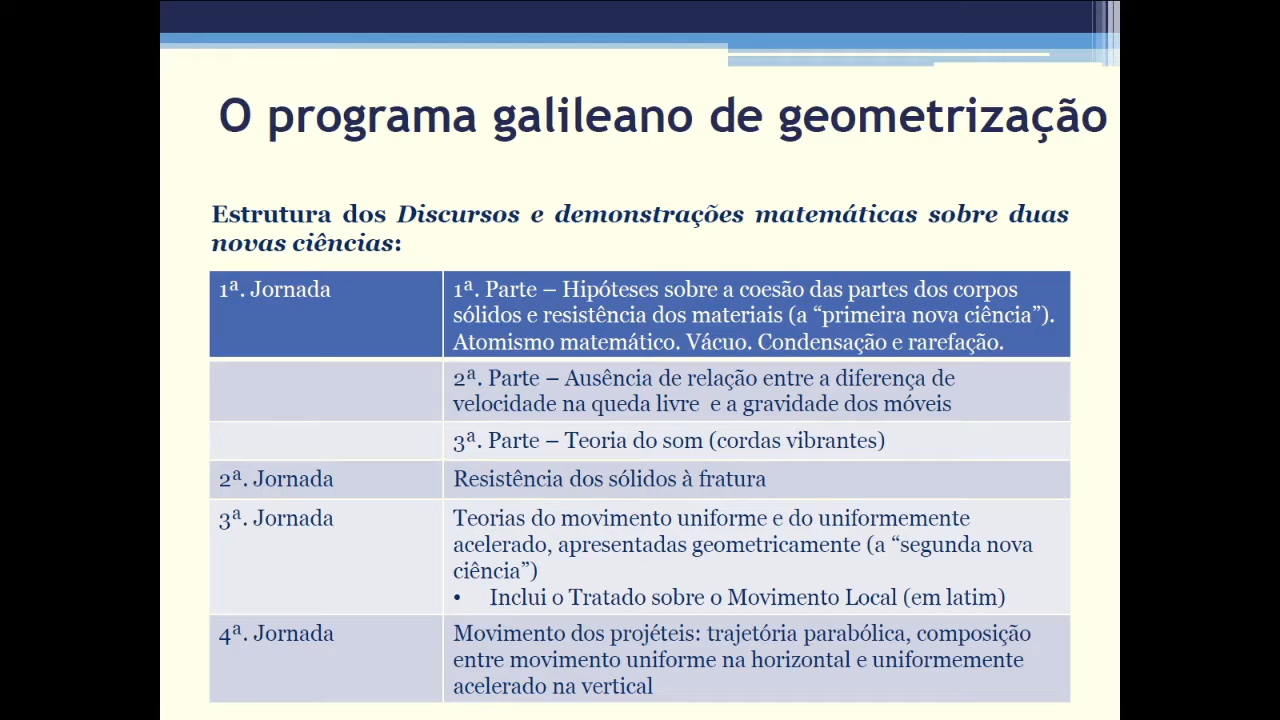 O programa galileano de geometrização
Estrutura dos Discursos e demonstrações matemáticas sobre duas
novas ciências:
1ª. Jornada
1ª. Parte – Hipóteses sobre a coesão das partes dos corpos
sólidos e resistência dos materiais (a “primeira nova ciência”).
Atomismo matemático. Vácuo. Condensação e rarefação.
2ª. Parte – Ausência de relação entre a diferença de
velocidade na queda livre e a gravidade dos móveis
3ª. Parte – Teoria do som (cordas vibrantes)
2ª. Jornada
Resistência dos sólidos à fratura
3ª. Jornada
Teorias do movimento uniforme e do uniformemente
acelerado, apresentadas geometricamente (a “segunda nova
ciência”)
• Inclui o Tratado sobre o Movimento Local (em latim)
4ª. Jornada
Movimento dos projéteis: trajetória parabólica, composição
entre movimento uniforme na horizontal e uniformemente
acelerado na vertical